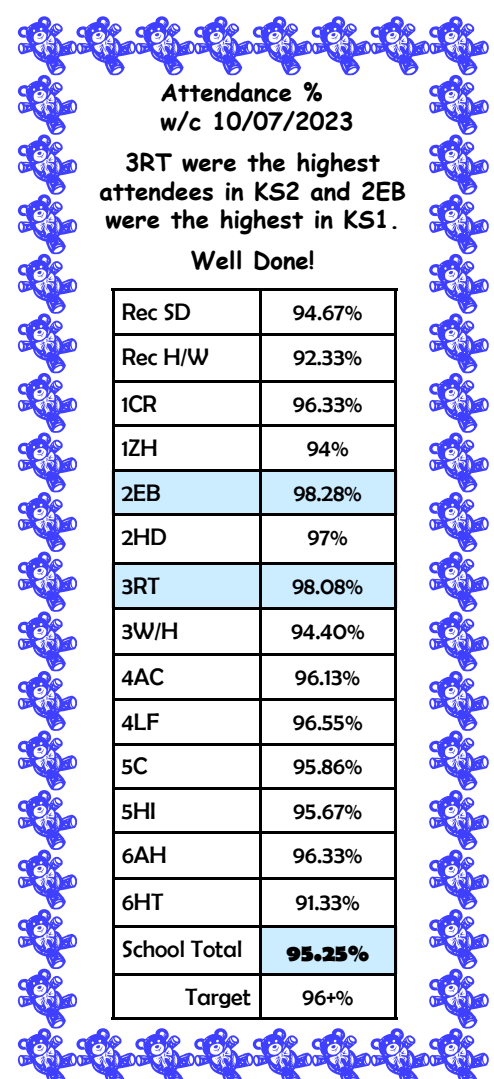 Attendance %
w/c 10/07/2023
3RT were the highest
attendees in KS2 and 2EB
were the highest in KS1.
Well Done!
Rec SD 94.67%
Rec H/W 92.33%
1CR 96.33%
1ZH 94%
2EB 98.28%
2HD 97%
3RT 98.08%
3W/H 94.40%
4AC 96.13%
4LF 96.55%
5C 95.86%
5HI 95.67%
6AH 96.33%
6HT 91.33%
School Total 95.25%
Target 96+%